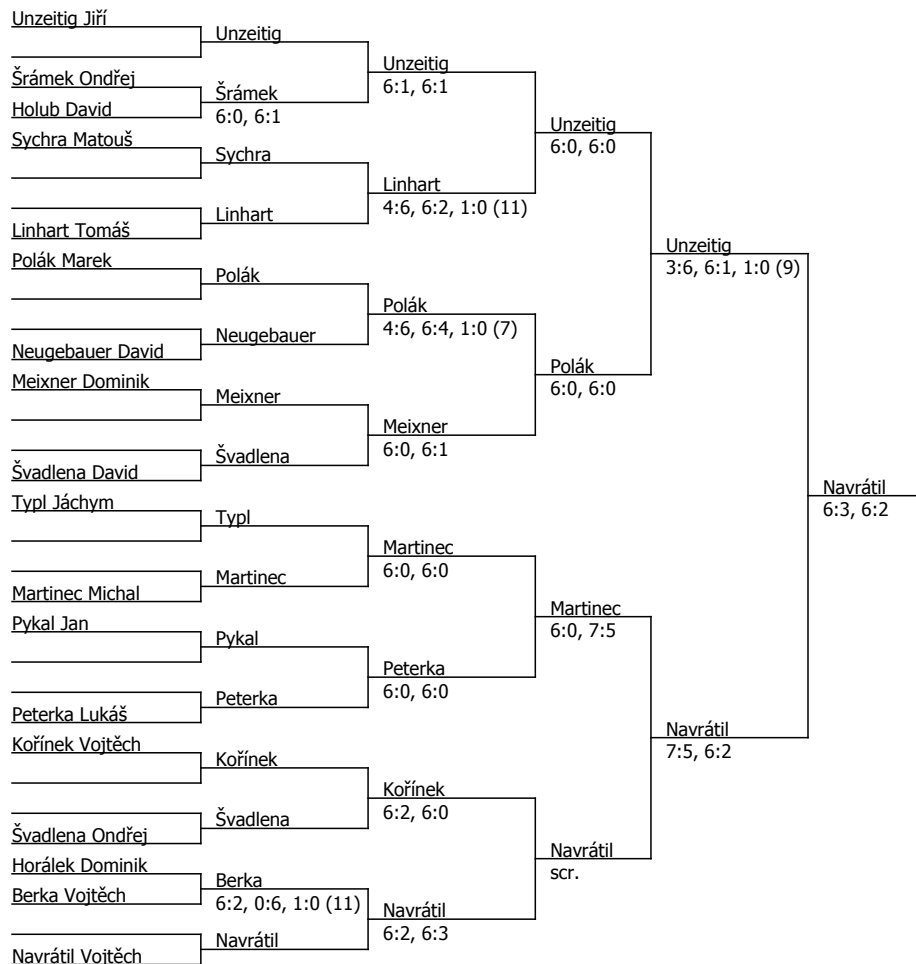 Unzeitig Jiří
Unzeitig
Unzeitig
6:1, 6:1
Šrámek Ondřej
Šrámek
6:0, 6:1
Holub David
Unzeitig
6:0, 6:0
Sychra Matouš
Sychra
Linhart
4:6, 6:2, 1:0 (11)
Linhart
Linhart Tomáš
Unzeitig
3:6, 6:1, 1:0 (9)
Polák Marek
Polák
Polák
4:6, 6:4, 1:0 (7)
Neugebauer
Neugebauer David
Polák
6:0, 6:0
Meixner Dominik
Meixner
Meixner
6:0, 6:1
Švadlena
Švadlena David
Navrátil
6:3, 6:2
Typl Jáchym
Typl
Martinec
6:0, 6:0
Martinec
Martinec Michal
Martinec
6:0, 7:5
Pykal Jan
Pykal
Peterka
6:0, 6:0
Peterka
Peterka Lukáš
Navrátil
7:5, 6:2
Kořínek Vojtěch
Kořínek
Kořínek
6:2, 6:0
Švadlena
Švadlena Ondřej
Navrátil
scr.
Horálek Dominik
Berka
6:2, 0:6, 1:0 (11)
Berka Vojtěch
Navrátil
6:2, 6:3
Navrátil
Navrátil Vojtěch